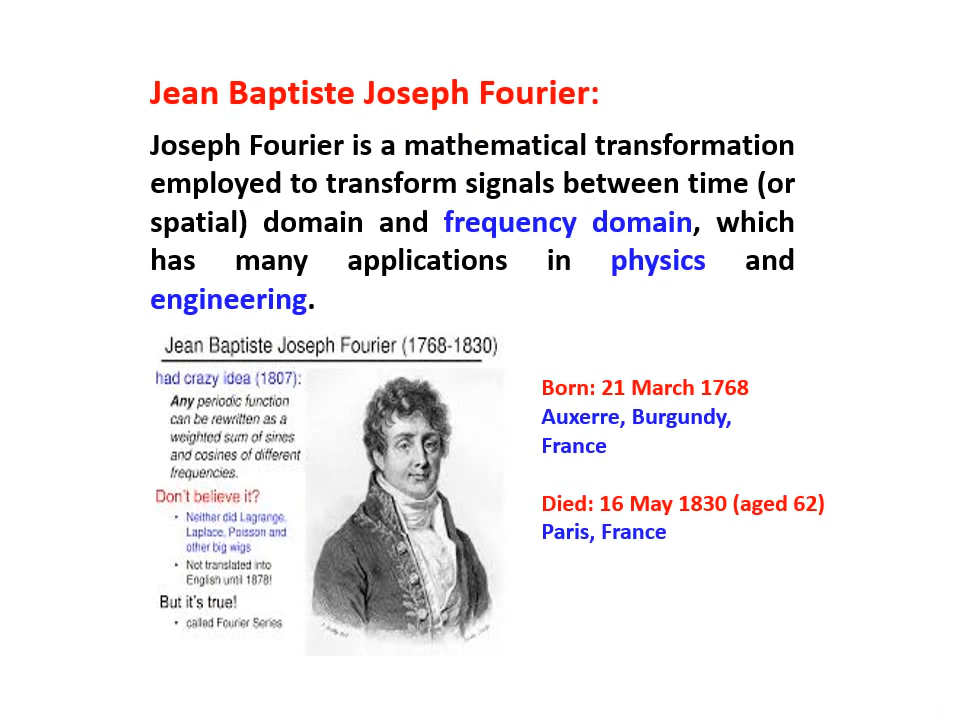 Jean Baptiste Joseph Fourier:
Joseph Fourier is a mathematical transformation
employed to transform signals between time (or
spatial) domain and frequency domain, which
has many applications in physics and
engineering.
Jean Baptiste Joseph Fourier (1768-1830)
had crazy idea (1807):
Any periodic function
can be rewritten as a
weighted sum of sines
and cosines of different
frequencies.
Don't believe it?
• Neither did Lagrange,
Laplace, Poisson and
other big wigs
• Not translated into
English until 1878!
But it's true!
• called Fourier Series
Born: 21 March 1768
Auxerre, Burgundy,
France
Died: 16 May 1830 (aged 62)
Paris, France